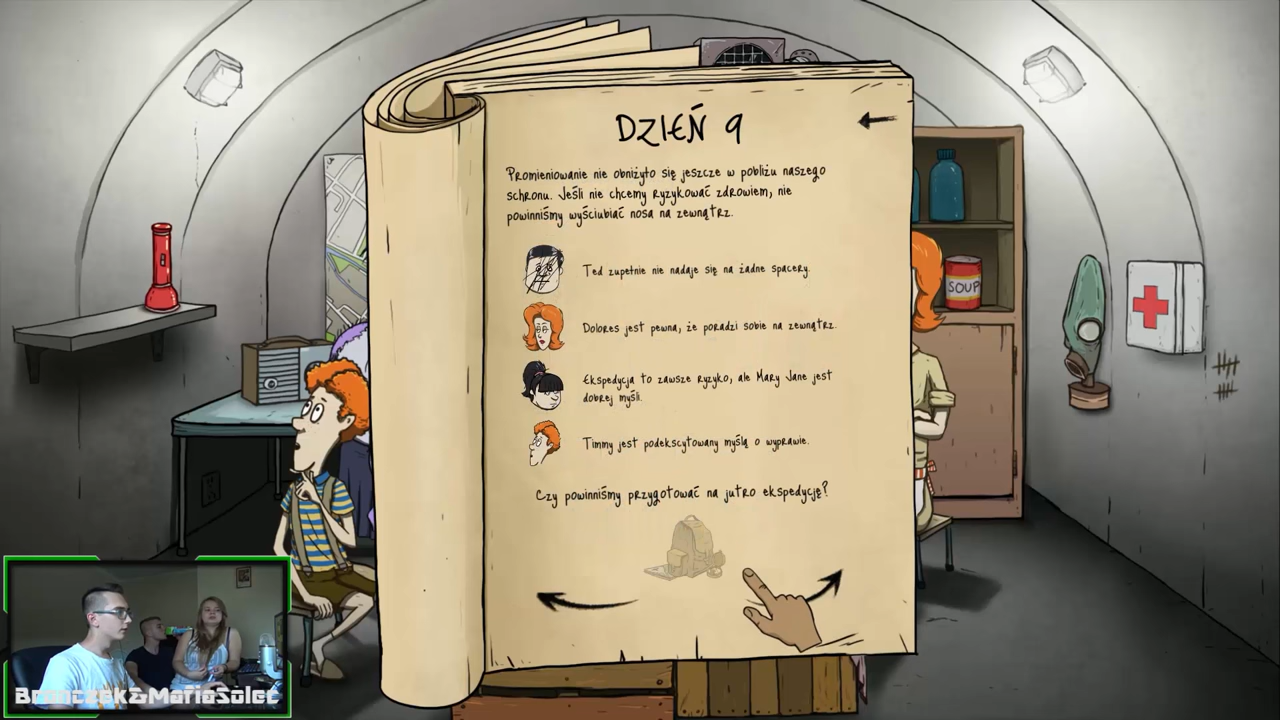 DZIEŃ 9
Promieniowanie nie obniżyło się jeszcze w pobliżu naszego
schronu. Jeśli nie chcemy ryzykować zdrowiem, nie
powinniśmy wyściubiać nosa na zewnątrz.
Ted zupełnie nie nadaje się na żadne spacery.
Dolores jest pewna, że poradzi sobie na zewnątrz.
Ekspedycja to zawsze ryzyko, ale Mary Jane jest
dobrej myśli.
Timmy jest podekscytowany myślą o wyprawie.
Czy powinniśmy przygotować na jutro ekspedycję?
SOUP